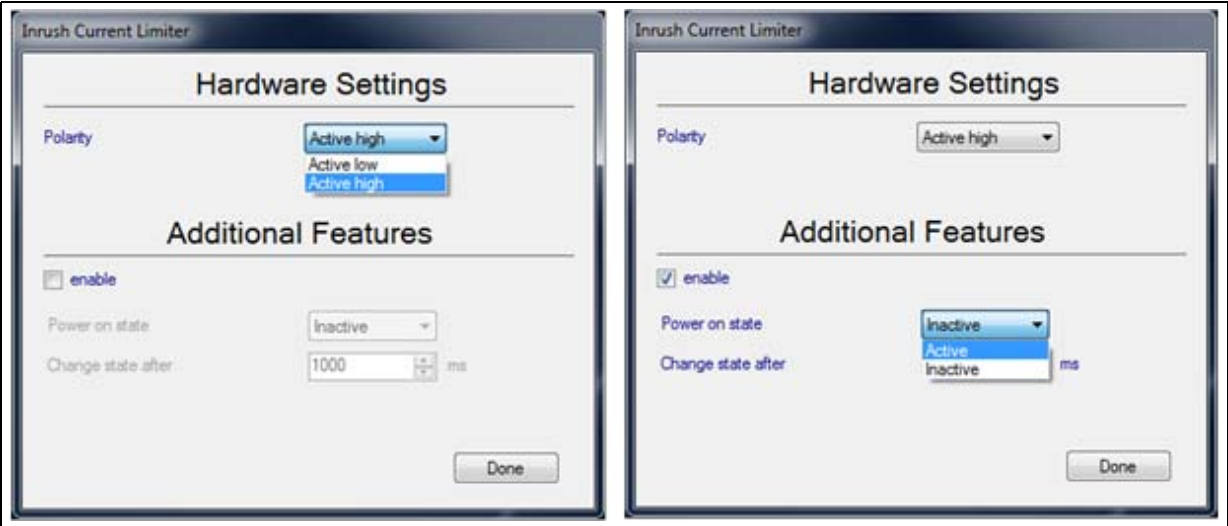 Inrush Current Limiter
Hardware Settings
Polarity Active high
Active low
Active high
Additional Features
enable
Power on state Inactive
Change state after 1000 ms
Done
Inrush Current Limiter
Hardware Settings
Polarity Active high
Additional Features
enable
Power on state Inactive
Active
Change state after ms
Inactive
Done